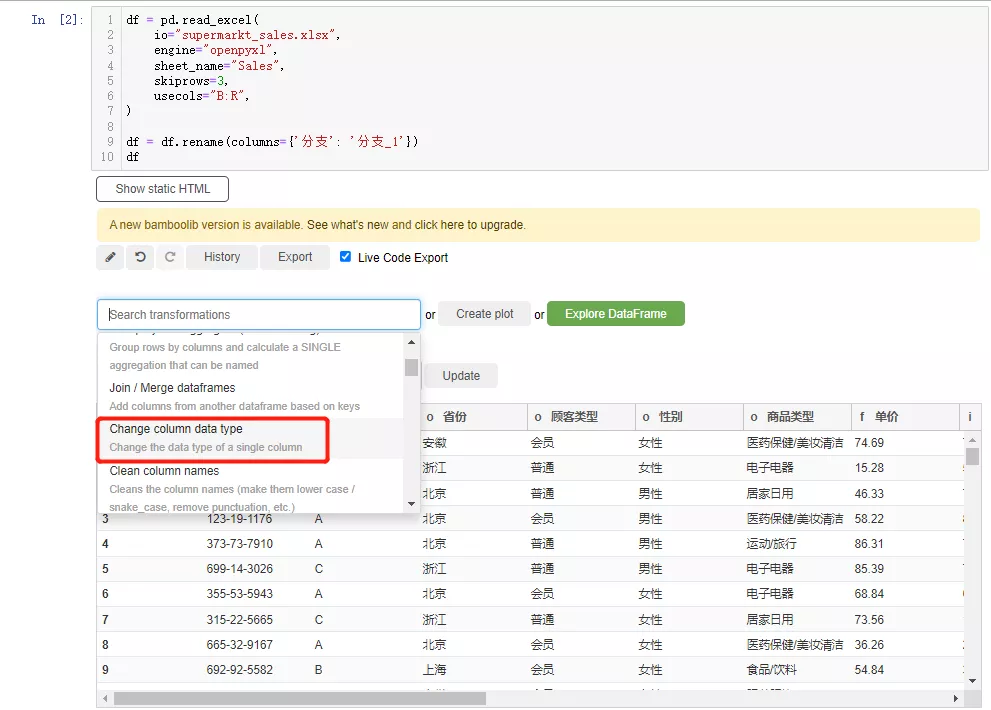 In [2]:
1 df = pd.read_excel(
2 io="supermarkt_sales.xlsx",
3 engine="openpyxl",
4 sheet_name="Sales",
5 skiprows=3,
6 usecols="B:R",
7 )
8
9 df = df.rename(columns={'分支': '分支_1'})
10 df
Show static HTML
A new bamboolib version is available. See what's new and click here to upgrade.
History Export Live Code Export
Search transformations or Create plot or Explore DataFrame
Group rows by columns and calculate a SINGLE
aggregation that can be named
Join / Merge dataframes
Add columns from another dataframe based on keys
Update
Change column data type
Change the data type of a single column
Clean column names
Cleans the column names (make them lower case /
snake_case, remove punctuation, etc.)
o 省份 o 顾客类型 o 性别 o 商品类型 f 单价 i
安徽 会员 女性 医药保健/美妆清洁 74.69
浙江 普通 女性 电子电器 15.28
北京 普通 男性 居家日用 46.33
3 123-19-1176 A 北京 会员 男性 医药保健/美妆清洁 58.22
4 373-73-7910 A 北京 普通 男性 运动/旅行 86.31
5 699-14-3026 C 浙江 普通 男性 电子电器 85.39
6 355-53-5943 A 北京 会员 女性 电子电器 68.84
7 315-22-5665 C 浙江 普通 女性 居家日用 73.56
8 665-32-9167 A 北京 会员 女性 医药保健/美妆清洁 36.26
9 692-92-5582 B 上海 会员 女性 食品/饮料 54.84